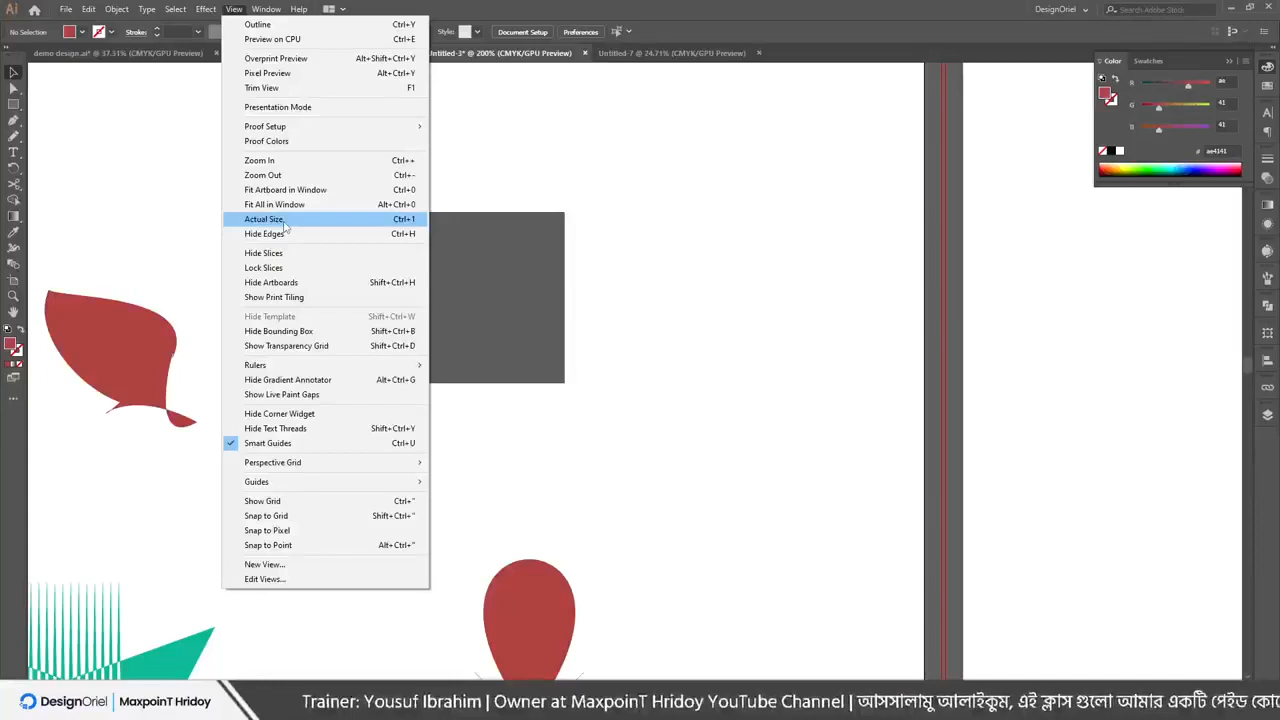 Ai File Edit Object Type Select Effect View Window Help DesignOriel Search Adobe Stock
No Selection Stroke: Style: Document Setup Preferences
demo design.ai* @ 37.51% (CMYK/GPU Preview) Untitled-3* @ 200% (CMYK/GPU Preview) Untitled-7 @ 24.71% (CMYK/GPU Preview)
Outline Ctrl+Y
Preview on CPU Ctrl+E
Overprint Preview Alt+Shift+Ctrl+Y
Pixel Preview Alt+Ctrl+Y
Trim View F1
Presentation Mode
Proof Setup
Proof Colors
Zoom In Ctrl++
Zoom Out Ctrl+-
Fit Artboard in Window Ctrl+0
Fit All in Window Alt+Ctrl+0
Actual Size Ctrl+1
Hide Edges Ctrl+H
Hide Slices
Lock Slices
Hide Artboards Shift+Ctrl+H
Show Print Tiling
Hide Template Shift+Ctrl+W
Hide Bounding Box Shift+Ctrl+B
Show Transparency Grid Shift+Ctrl+D
Rulers
Hide Gradient Annotator Alt+Ctrl+G
Show Live Paint Gaps
Hide Corner Widget
Hide Text Threads Shift+Ctrl+Y
Smart Guides Ctrl+U
Perspective Grid
Guides
Show Grid Ctrl+"
Snap to Grid Shift+Ctrl+"
Snap to Pixel
Snap to Point Alt+Ctrl+"
New View...
Edit Views...
Color Swatches
R ae
G 41
B 41
# ae4141
DesignOriel | MaxpoinT Hridoy Trainer: Yousuf Ibrahim | Owner at MaxpoinT Hridoy YouTube Channel | আসসালামু আলাইকুম, এই ক্লাস গুলো আমার একটি পেইড কো